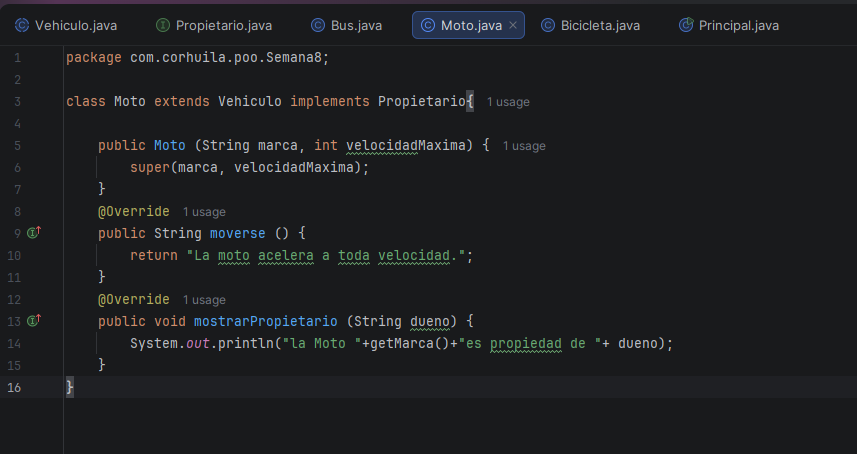 Vehiculo.java Propietario.java Bus.java Moto.java Bicicleta.java Principal.java
1 package com.corhuila.poo.Semana8;
2
3 class Moto extends Vehiculo implements Propietario{ 1 usage
4
5 public Moto (String marca, int velocidadMaxima) { 1 usage
6 super(marca, velocidadMaxima);
7 }
8 @Override 1 usage
9 public String moverse () {
10 return "La moto acelera a toda velocidad.";
11 }
12 @Override 1 usage
13 public void mostrarPropietario (String dueno) {
14 System.out.println("la Moto "+getMarca()+"es propiedad de "+ dueno);
15 }
16 }